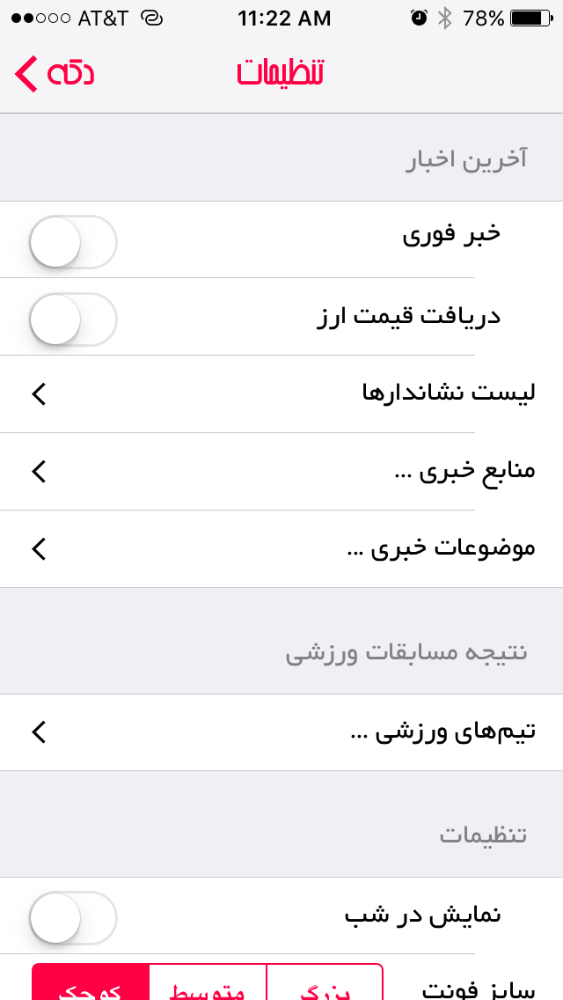 AT&T 11:22 AM 78%
دکه تنظیمات
آخرین اخبار
خبر فوری
دریافت قیمت ارز
لیست نشاندارها
منابع خبری ...
موضوعات خبری ...
نتیجه مسابقات ورزشی
تیم‌های ورزشی ...
تنظیمات
نمایش در شب
سایز فونت بزرگ متوسط کوچک